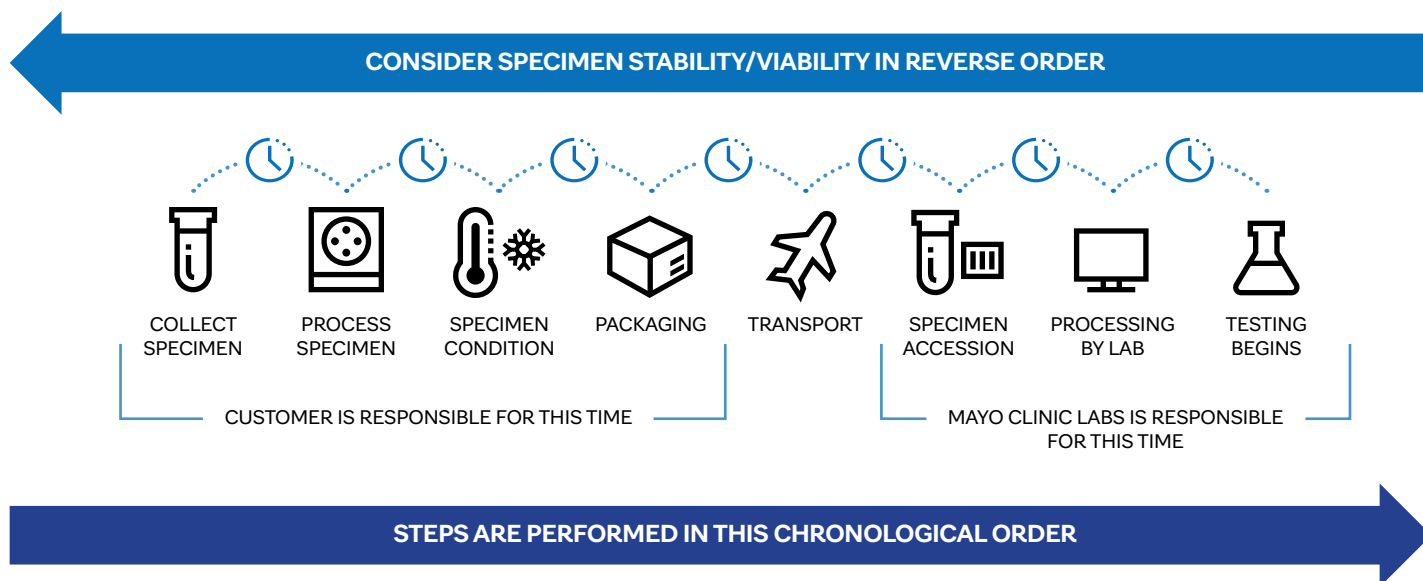 CONSIDER SPECIMEN STABILITY/VIABILITY IN REVERSE ORDER
COLLECT
SPECIMEN
PROCESS
SPECIMEN
SPECIMEN
CONDITION
PACKAGING
TRANSPORT
SPECIMEN
ACCESSION
PROCESSING
BY LAB
TESTING
BEGINS
CUSTOMER IS RESPONSIBLE FOR THIS TIME
MAYO CLINIC LABS IS RESPONSIBLE
FOR THIS TIME
STEPS ARE PERFORMED IN THIS CHRONOLOGICAL ORDER